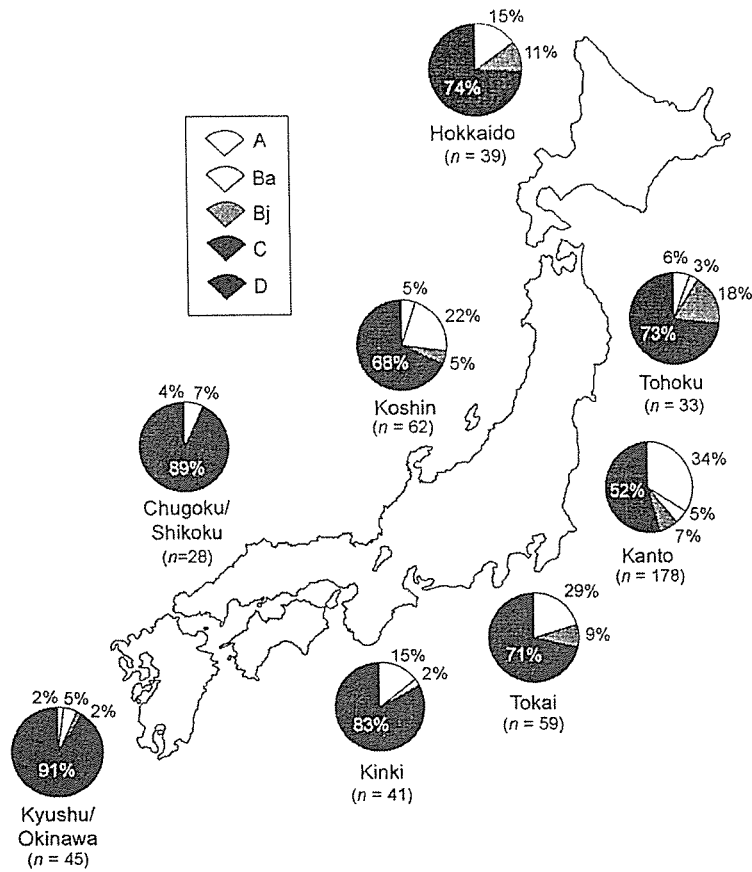 15%
11%
74%
Hokkaido
(n = 39)
A
Ba
Bj
C
D
6%
3%
18%
73%
Tohoku
(n = 33)
5%
22%
5%
68%
Koshin
(n = 62)
4%
7%
89%
Chugoku/
Shikoku
(n=28)
34%
52%
5%
7%
Kanto
(n = 178)
29%
9%
71%
Tokai
(n = 59)
15%
2%
83%
Kinki
(n = 41)
2%
5%
2%
91%
Kyushu/
Okinawa
(n = 45)